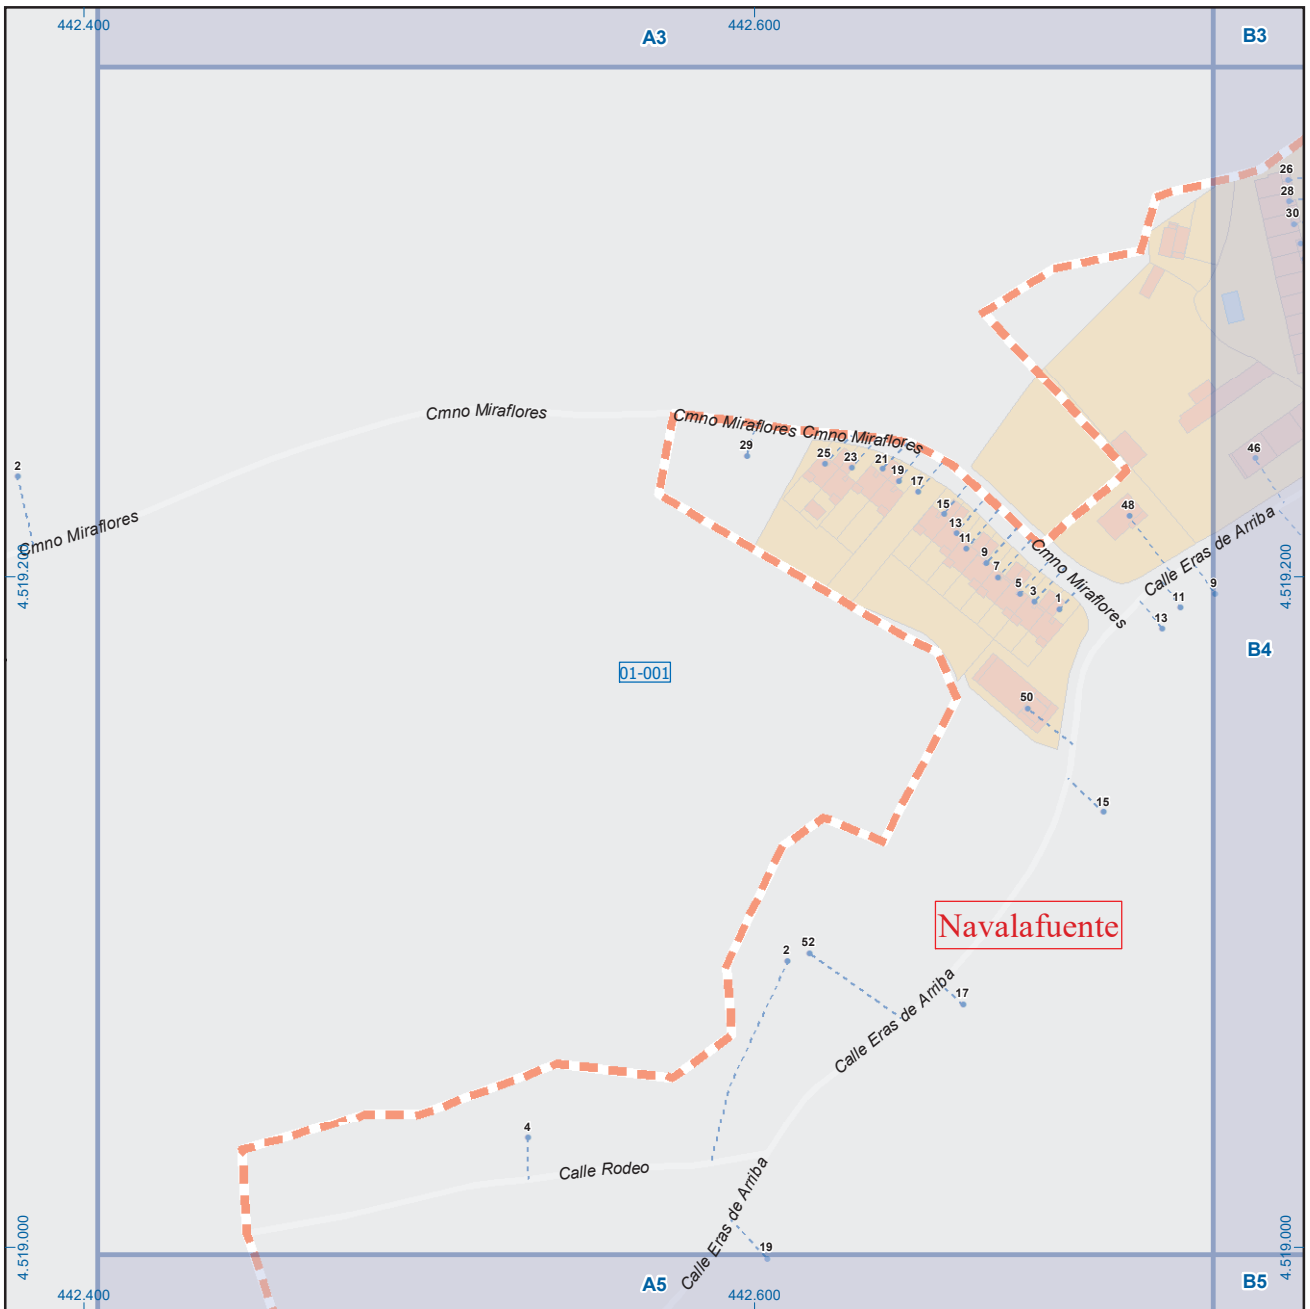 442.400
442.600
A3
B3
26
28
30
Cmno Miraflores
Cmno Miraflores
Cmno Miraflores
29
25
23
21
19
17
15
13
11
9
7
5
3
1
46
48
2
Cmno Miraflores
Cmno Miraflores
Calle Eras de Arriba
4.519.200
4.519.200
9
11
13
B4
01-001
50
15
Navalafuente
2
52
17
Calle Eras de Arriba
4
Calle Rodeo
Calle Eras de Arriba
19
4.519.000
4.519.000
A5
B5
442.400
442.600